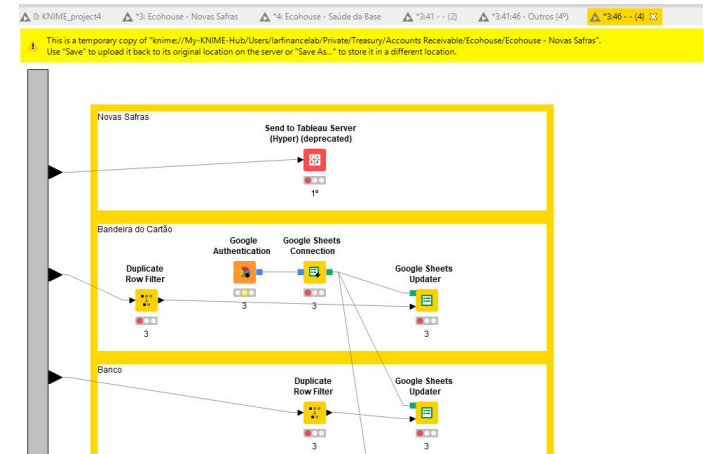 0: KNIME_project4
*3: Ecohouse - Novas Safras
*4: Ecohouse - Saúde da Base
*3:41 - - (2)
*3:41:46 - Outros (4º)
*3:46 - - (4)
This is a temporary copy of "knime://My-KNIME-Hub/Users/larfinancelab/Private/Treasury/Accounts Receivable/Ecohouse/Ecohouse - Novas Safras".
Use "Save" to upload it back to its original location on the server or "Save As..." to store it in a different location.
Novas Safras
Send to Tableau Server
(Hyper) (deprecated)
1º
Bandeira do Cartão
Google
Authentication
3
Google Sheets
Connection
3
Duplicate
Row Filter
3
Google Sheets
Updater
3
Banco
Duplicate
Row Filter
3
Google Sheets
Updater
3